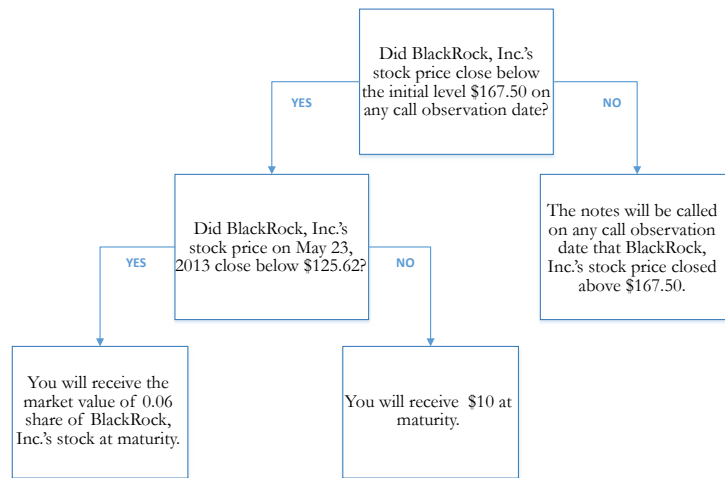 Did BlackRock, Inc.'s
stock price close below
the initial level $167.50 on
any call observation date?
YES
NO
Did BlackRock, Inc.'s
stock price on May 23,
2013 close below $125.62?
The notes will be called
on any call observation
date that BlackRock,
Inc.'s stock price closed
above $167.50.
YES
NO
You will receive the
market value of 0.06
share of BlackRock,
Inc.'s stock at maturity.
You will receive $10 at
maturity.